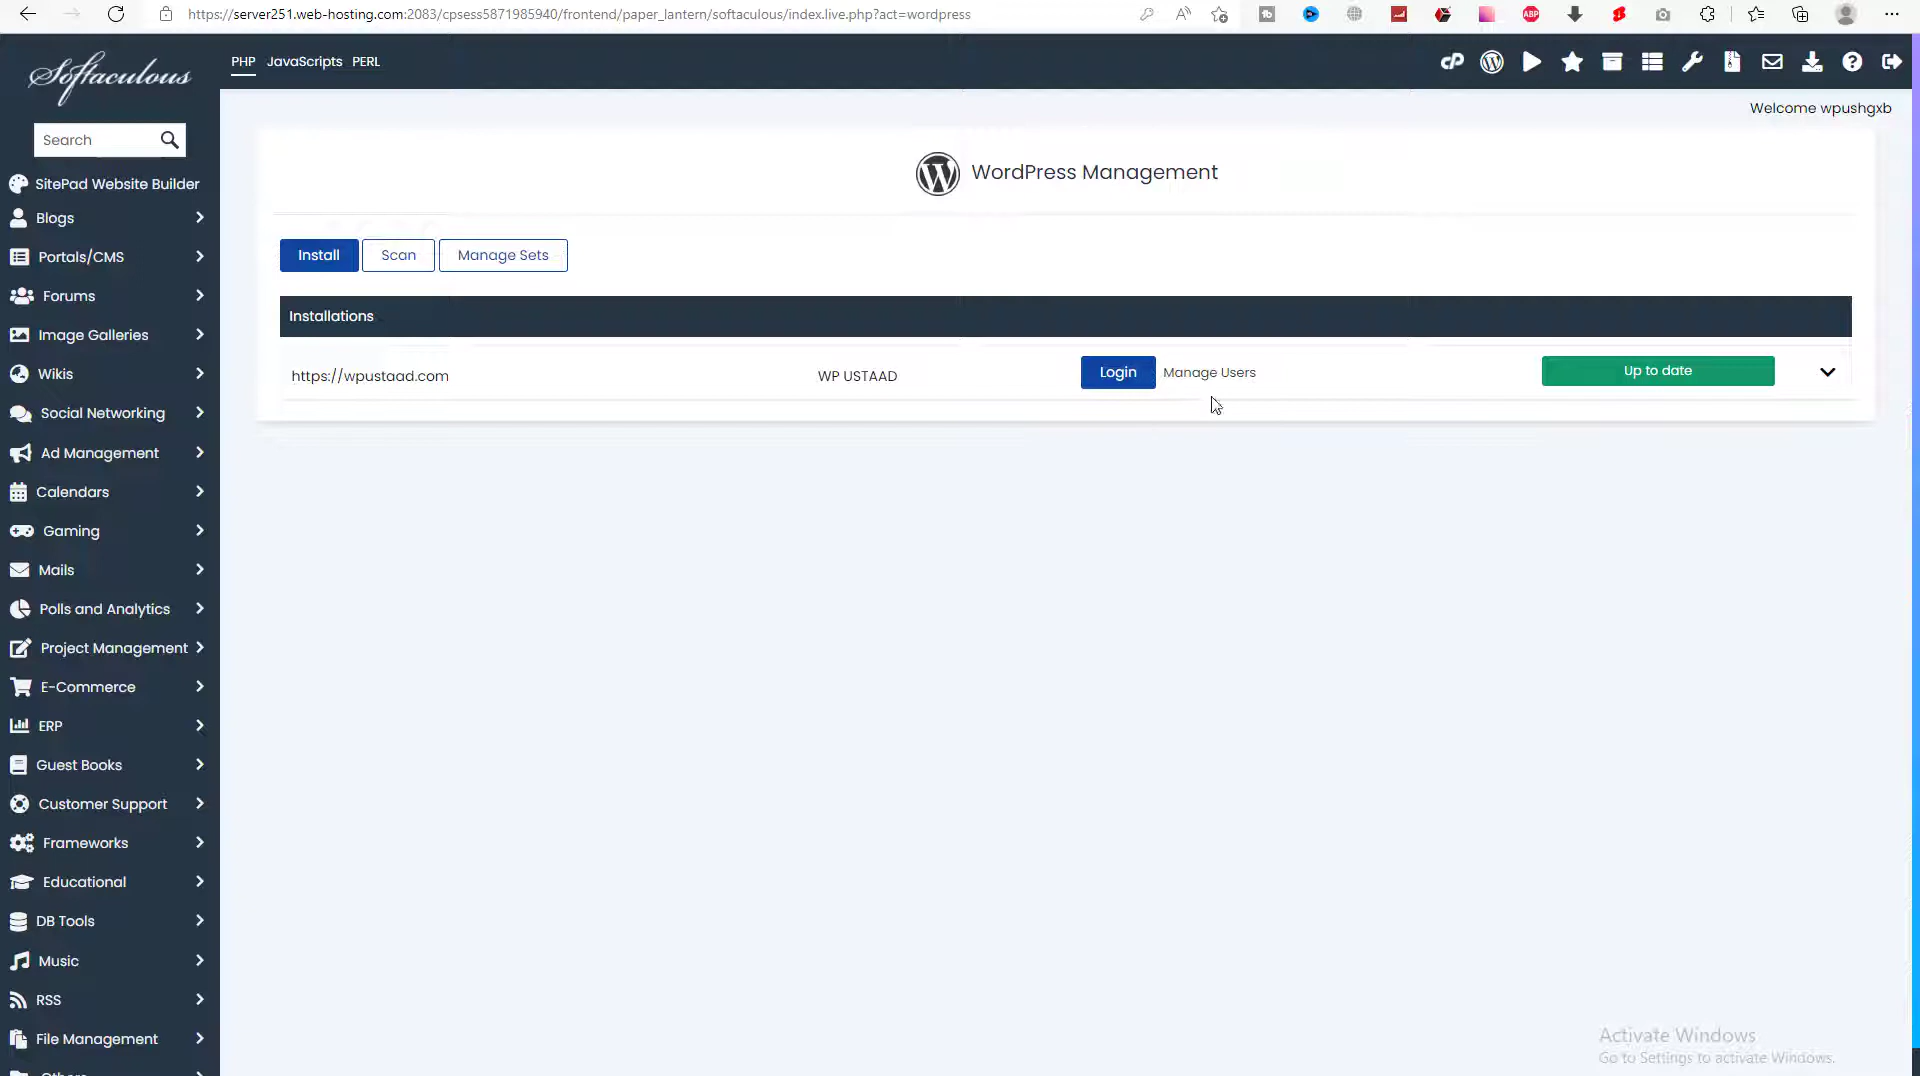 https://server251.web-hosting.com:2083/cpsess5871985940/frontend/paper_lantern/softaculous/index.live.php?act=wordpress
Softaculous
PHP JavaScripts PERL
Welcome wpushgxb
Search
SitePad Website Builder
Blogs
Portals/CMS
Forums
Image Galleries
Wikis
Social Networking
Ad Management
Calendars
Gaming
Mails
Polls and Analytics
Project Management
E-Commerce
ERP
Guest Books
Customer Support
Frameworks
Educational
DB Tools
Music
RSS
File Management
WordPress Management
Install Scan Manage Sets
Installations
https://wpustaad.com WP USTAAD Login Manage Users Up to date
Activate Windows
Go to Settings to activate Windows.